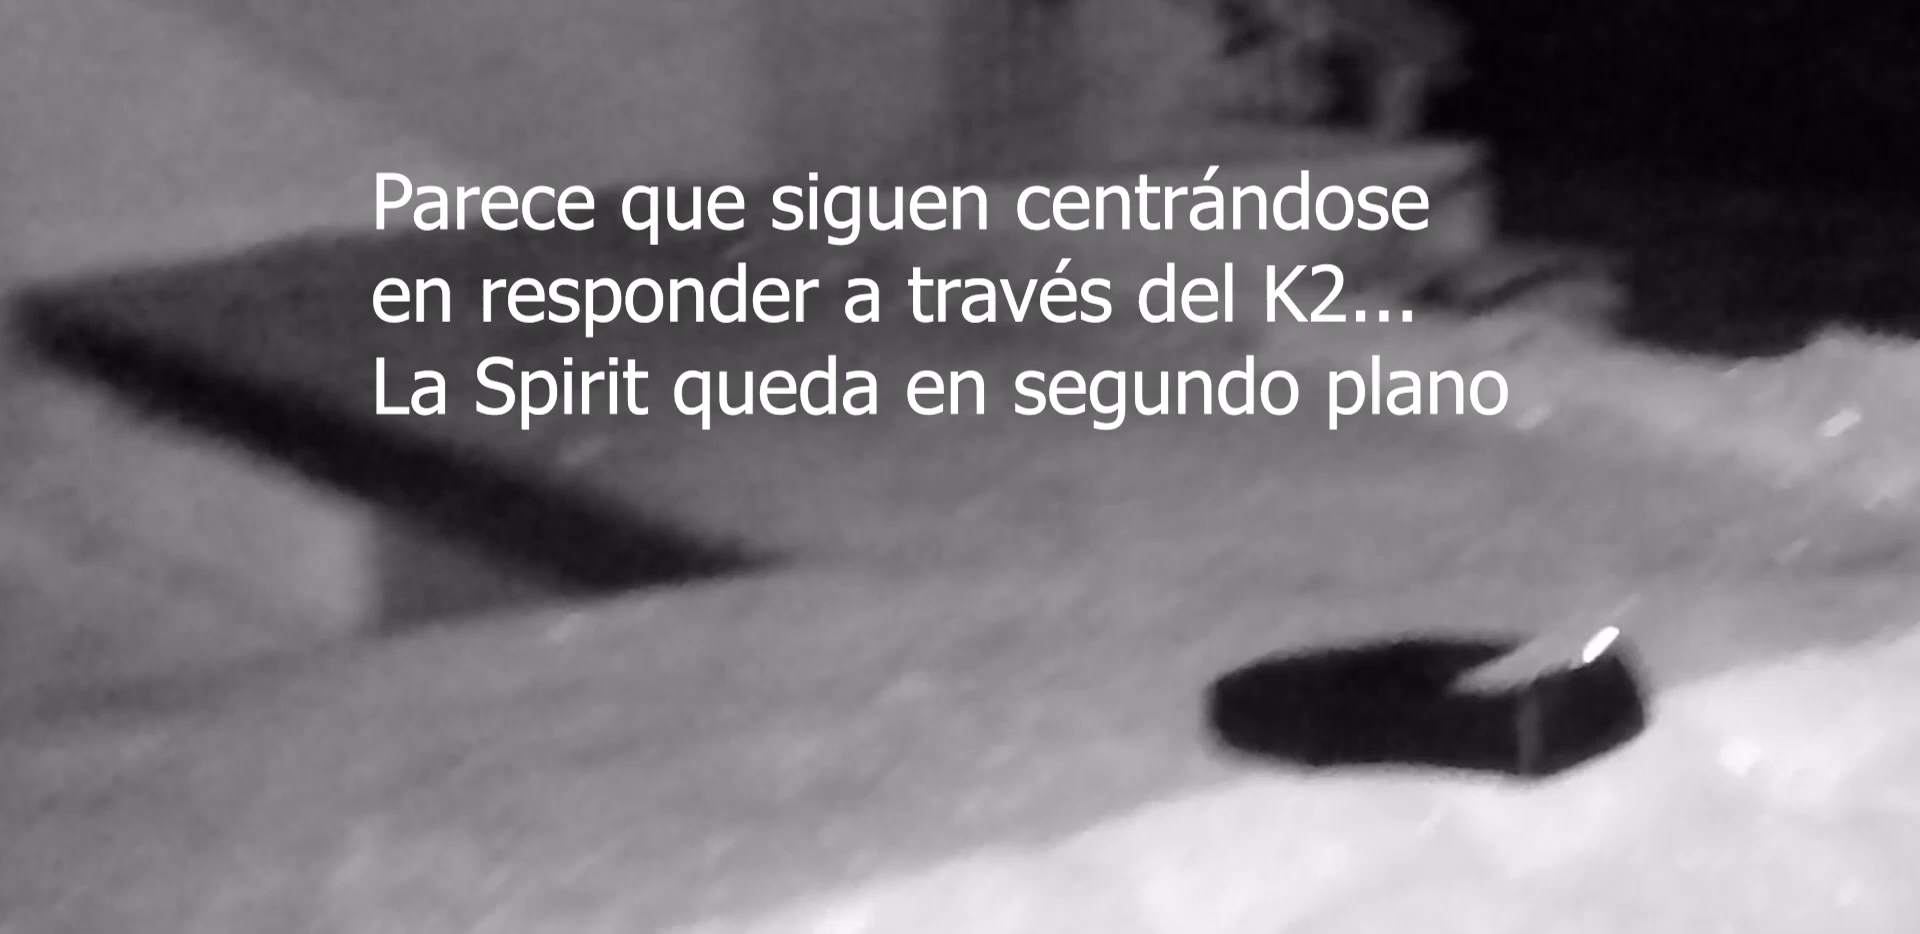 Parece que siguen centrándose
en responder a través del K2...
La Spirit queda en segundo plano